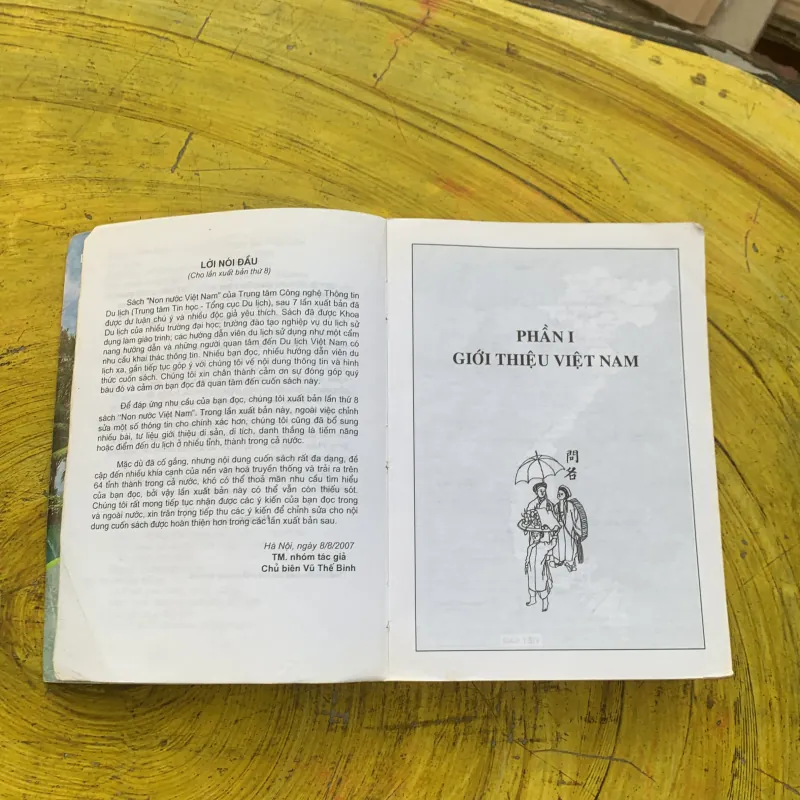 LỜI NÓI ĐẦU
(Cho lần xuất bản thứ 8)
Sách "Non nước Việt Nam" của Trung tâm Công nghệ Thông tin
Du lịch (Trung tâm Tin học - Tổng cục Du lịch), sau 7 lần xuất bản đã
được dư luận chú ý và nhiều độc giả yêu thích. Sách đã được Khoa
Du lịch của nhiều trường đại học; trường đào tạo nghiệp vụ du lịch sử
dụng làm giáo trình; các hướng dẫn viên du lịch sử dụng như một cẩm
nang hướng dẫn và những người quan tâm đến Du lịch Việt Nam có
nhu cầu khai thác thông tin. Nhiều bạn đọc, nhiều hướng dẫn viên du
lịch xa, gần tiếp tục góp ý với chúng tôi về nội dung thông tin và hình
thức cuốn sách. Chúng tôi xin chân thành cảm ơn sự đóng góp quý
báu đó và cảm ơn bạn đọc đã quan tâm đến cuốn sách này.
Để đáp ứng nhu cầu của bạn đọc, chúng tôi xuất bản lần thứ 8
sách "Non nước Việt Nam". Trong lần xuất bản này, ngoài việc chỉnh
sửa một số thông tin cho chính xác hơn, chúng tôi cũng đã bổ sung
nhiều bài, tư liệu giới thiệu di sản, di tích, danh thắng là tiềm năng
hoặc điểm đến du lịch ở nhiều tỉnh, thành trong cả nước.
Mặc dù đã cố gắng, nhưng nội dung cuốn sách rất đa dạng, đề
cập đến nhiều khía cạnh của nền văn hoá truyền thống và trải ra trên
64 tỉnh thành trong cả nước, khó có thể thoả mãn nhu cầu tìm hiểu
của bạn đọc, bởi vậy lần xuất bản này có thể vẫn còn thiếu sót.
Chúng tôi rất mong tiếp tục nhận được các ý kiến của bạn đọc trong
và ngoài nước, xin trân trọng tiếp thu các ý kiến để chỉnh sửa cho nội
dung cuốn sách được hoàn thiện hơn trong các lần xuất bản sau.
Hà Nội, ngày 8/8/2007
TM. nhóm tác giả
Chủ biên Vũ Thế Bình
PHẦN I
GIỚI THIỆU VIỆT NAM
問
答